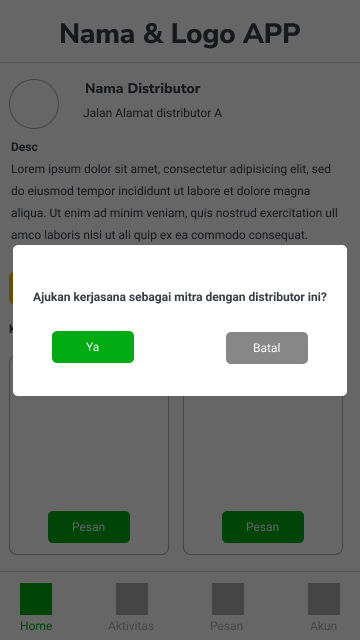 Nama & Logo APP
Nama Distributor
Jalan Alamat distributor A
Desc
Lorem ipsum dolor sit amet, consectetur adipisicing elit, sed
do eiusmod tempor incididunt ut labore et dolore magna
aliqua. Ut enim ad minim veniam, quis nostrud exercitation ull
amco laboris nisi ut ali quip ex ea commodo consequat.
Ajukan kerjasana sebagai mitra dengan distributor ini?
Ya
Batal
Pesan
Pesan
Home
Aktivitas
Pesan
Akun